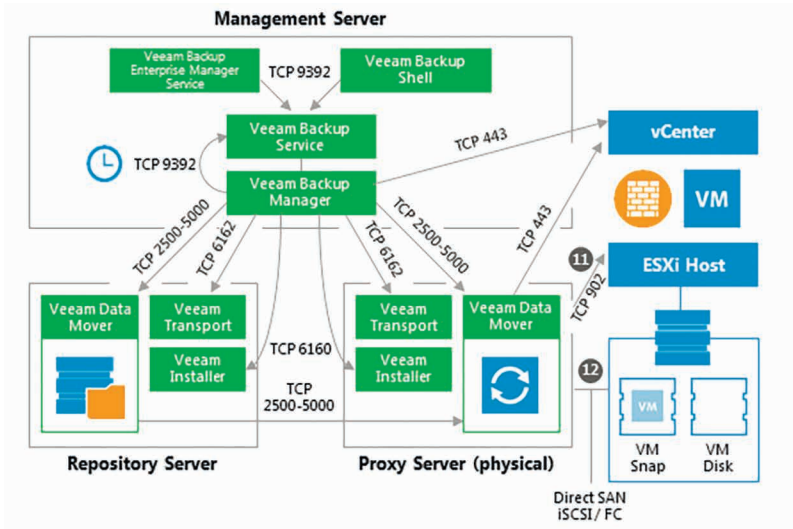 Management Server
Veeam Backup
Enterprise Manager
Service
TCP 9392
Veeam Backup
Shell
Veeam Backup
Service
TCP 9392
Veeam Backup
Manager
TCP 443
vCenter
VM
TCP 2500-5000
TCP 6162
TCP 6162
TCP 2500-5000
TCP 443
11
ESXi Host
TCP 902
Veeam Data
Mover
Veeam
Transport
Veeam
Installer
TCP 6160
TCP
2500-5000
Veeam
Transport
Veeam
Installer
Veeam Data
Mover
12
VM
VM
Snap
VM
Disk
Repository Server
Proxy Server (physical)
Direct SAN
iSCSI / FC